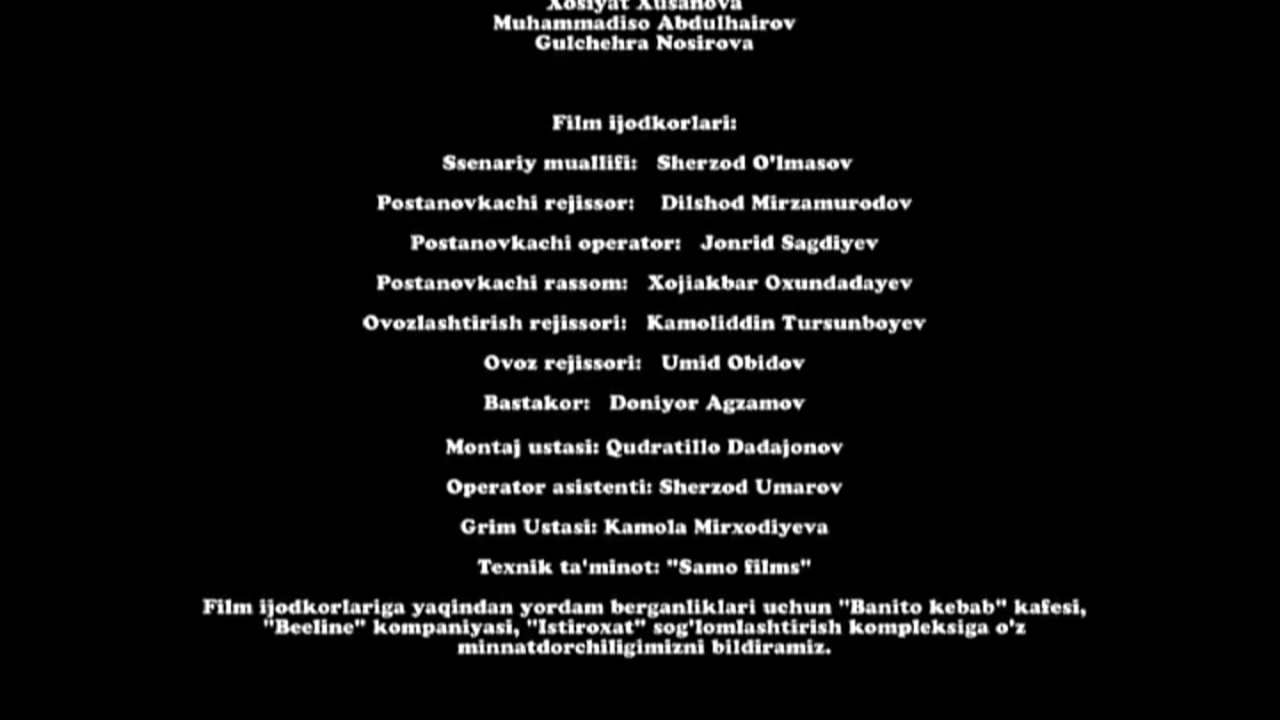 Xosiyat Xusanova
Muhammadiso Abdulhairov
Gulchehra Nosirova
Film ijodkorlari:
Ssenariy muallifi: Sherzod O'lmasov
Postanovkachi rejissor: Dilshod Mirzamurodov
Postanovkachi operator: Jonrid Sagdiyev
Postanovkachi rassom: Xojiakbar Oxundadayev
Ovozlashtirish rejissori: Kamoliddin Tursunboyev
Ovoz rejissori: Umid Obidov
Bastakor: Doniyor Agzamov
Montaj ustasi: Qudratillo Dadajonov
Operator asistenti: Sherzod Umarov
Grim Ustasi: Kamola Mirxodiyeva
Texnik ta'minot: "Samo films"
Film ijodkorlariga yaqindan yordam berganliklari uchun "Banito kebab" kafesi,
"Beeline" kompaniyasi, "Istiroxat" sog'lomlashtirish kompleksiga o'z
minnatdorchiligimizni bildiramiz.